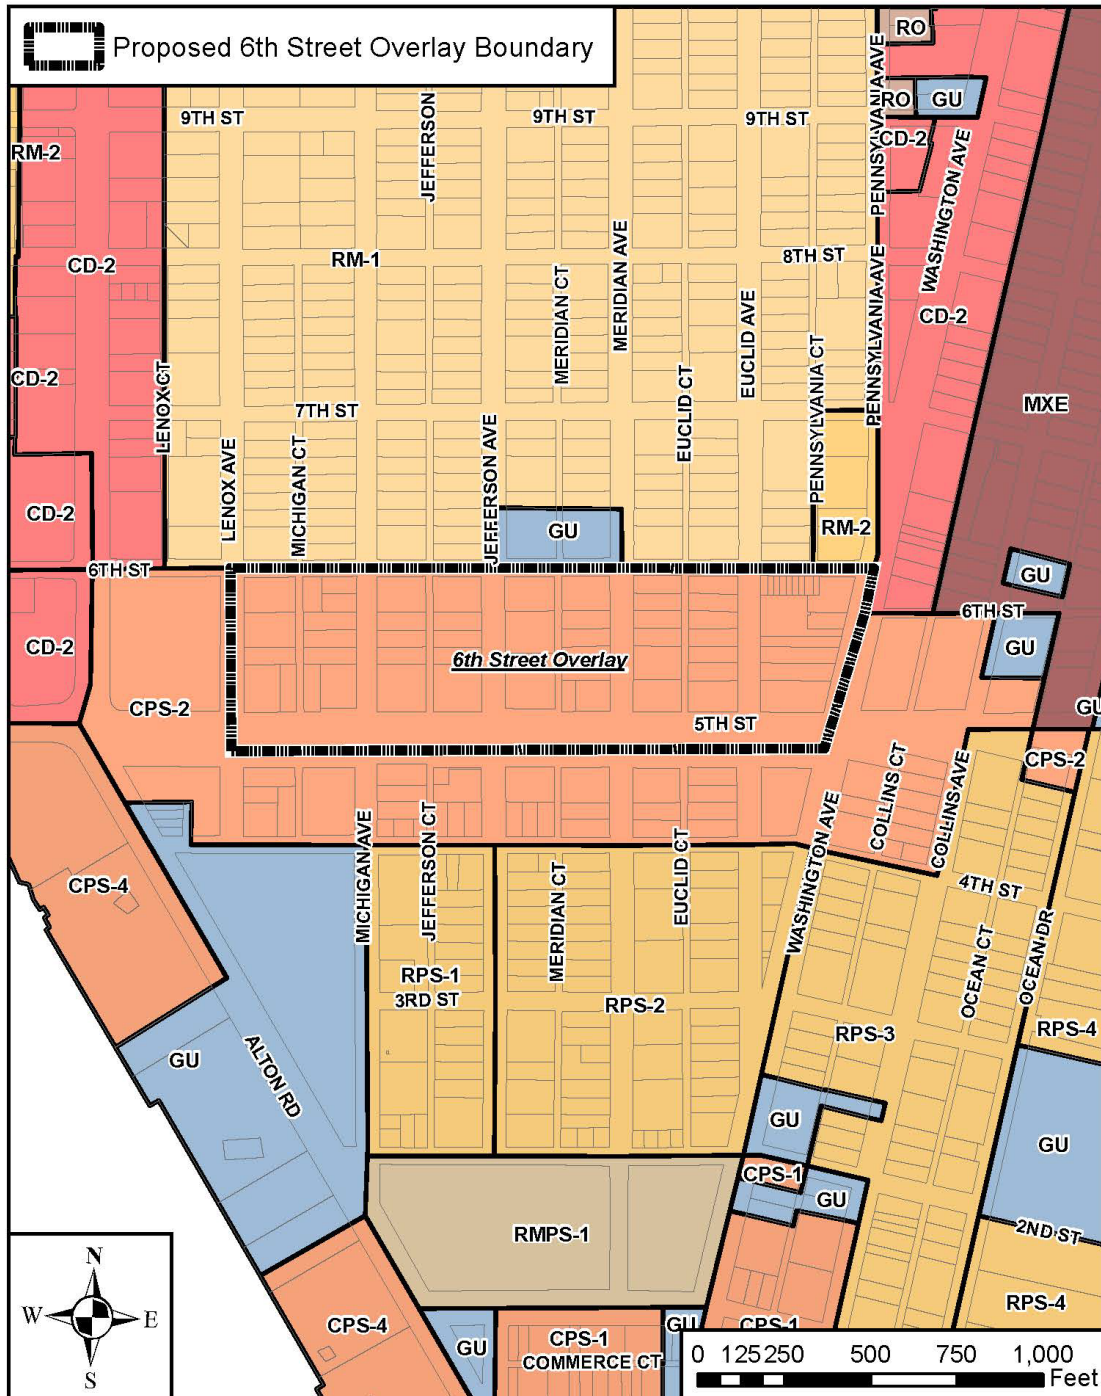 Proposed 6th Street Overlay Boundary
RO
RO
GU
CD-2
9TH ST
9TH ST
9TH ST
JEFFERSON
PENNSYLVANIA AVE
WASHINGTON AVE
RM-2
CD-2
RM-1
8TH ST
MERIDIAN CT
MERIDIAN AVE
EUCLID AVE
PENNSYLVANIA AVE
CD-2
CD-2
LENOX CT
7TH ST
EUCLID CT
PENNSYLVANIA CT
MXE
LENOX AVE
MICHIGAN CT
JEFFERSON AVE
CD-2
GU
RM-2
6TH ST
GU
6TH ST
CD-2
6th Street Overlay
GU
CPS-2
5TH ST
GU
CPS-2
COLLINS CT
COLLINS AVE
MICHIGAN AVE
JEFFERSON CT
EUCLID CT
WASHINGTON AVE
CPS-4
MERIDIAN CT
4TH ST
OCEAN CT
OCEAN DR
RPS-1
3RD ST
RPS-2
RPS-3
RPS-4
GU
ALTON RD
GU
GU
CPS-1
GU
RMPS-1
2ND ST
N
W
E
S
RPS-4
CPS-4
GU
CPS-1
COMMERCE CT
GU
CPS-1
0 125 250 500 750 1,000
Feet